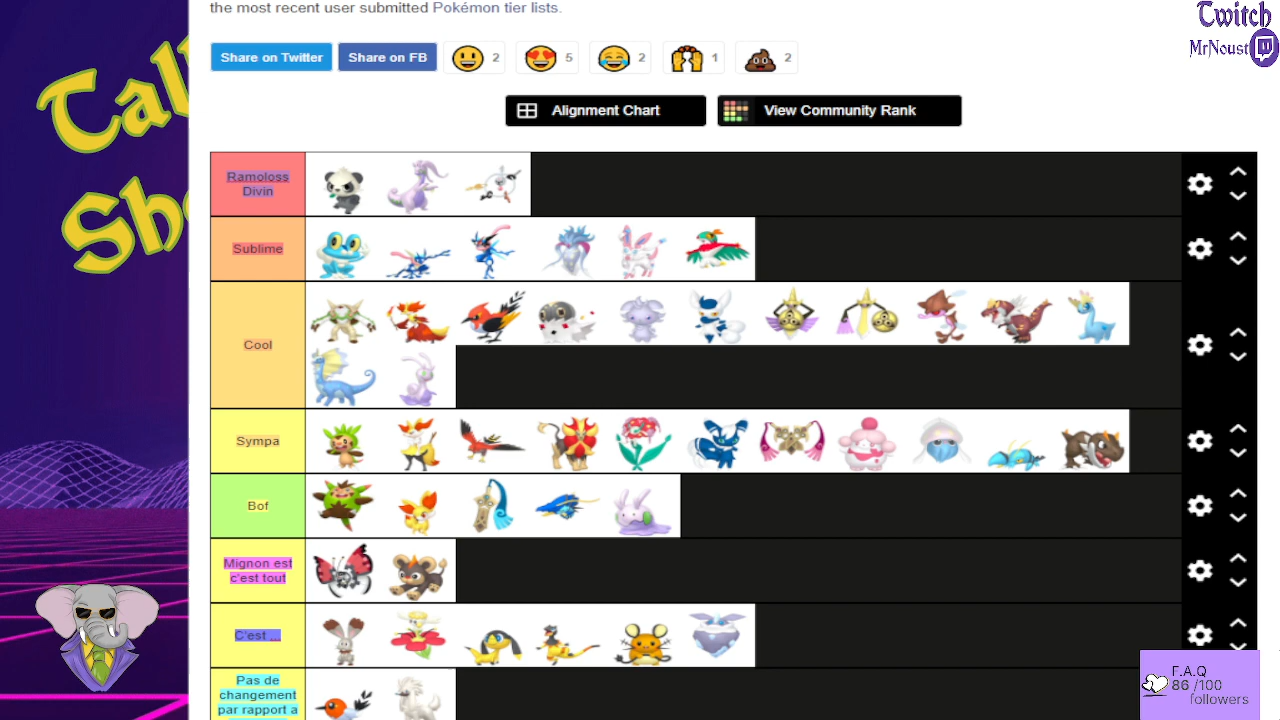 the most recent user submitted Pokémon tier lists.
Twitch
MrNoust
Share on Twitter
Share on FB
2
5
2
1
2
Alignment Chart
View Community Rank
Ramoloss
Divin
Sublime
Cool
Sympa
Bof
Mignon est
c'est tout
C'est ...
Pas de
changement
par rapport a
F.A.Q
86 /100
followers